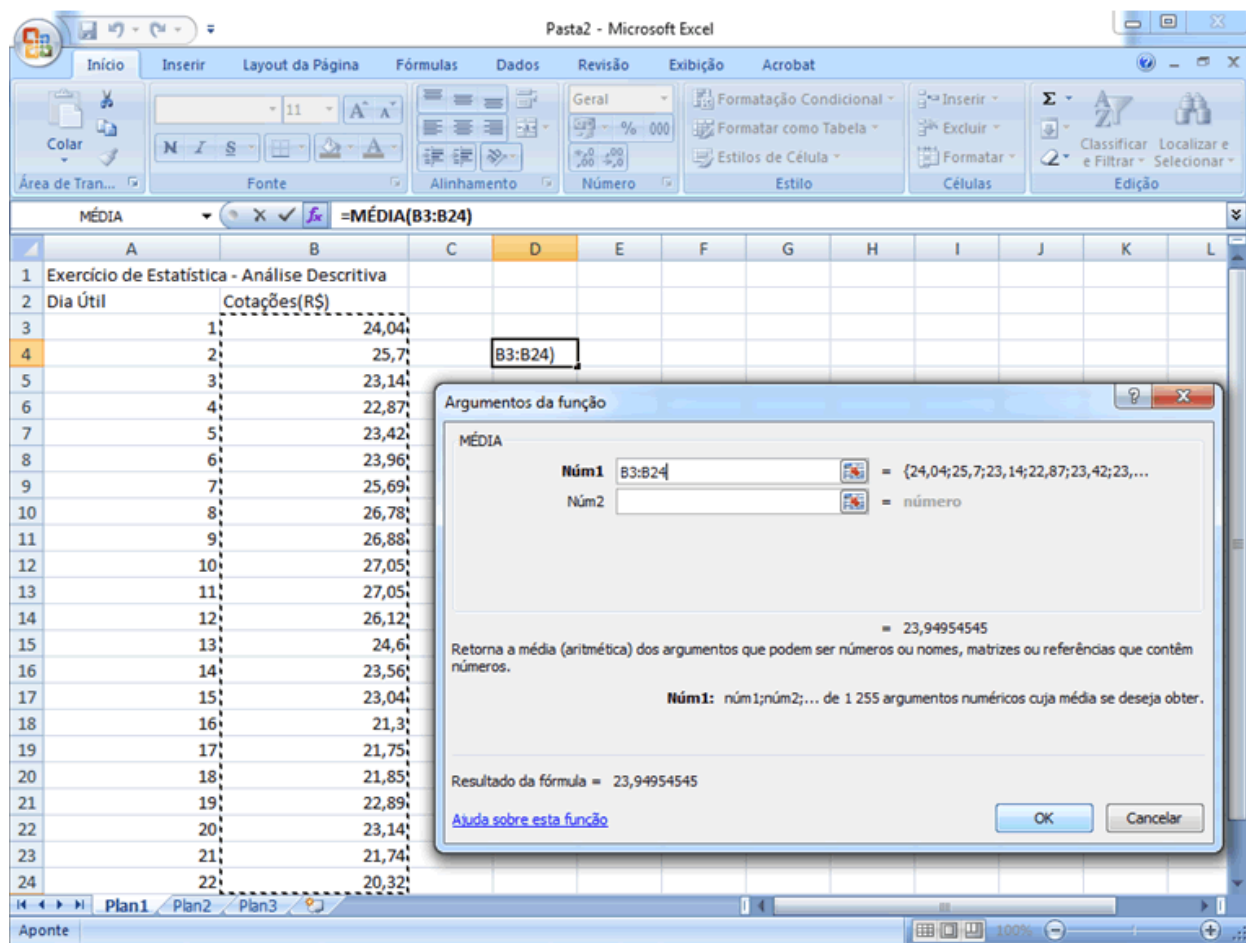 Pasta2 - Microsoft Excel
Início Inserir Layout da Página Fórmulas Dados Revisão Exibição Acrobat
Colar
Área de Tran...
11 A A
N I S A
Fonte
Alinhamento
Geral
% 000
,00 ,0
Número
Formatação Condicional
Formatar como Tabela
Estilos de Célula
Estilo
Inserir
Excluir
Formatar
Células
Σ
Classificar e Filtrar
Localizar e Selecionar
Edição
MÉDIA fx =MÉDIA(B3:B24)
A B C D E F G H I J K L
1 Exercício de Estatística - Análise Descritiva
2 Dia Útil Cotações(R$)
3 1 24,04
4 2 25,7 B3:B24)
5 3 23,14
6 4 22,87
7 5 23,42
8 6 23,96
9 7 25,69
10 8 26,78
11 9 26,88
12 10 27,05
13 11 27,05
14 12 26,12
15 13 24,6
16 14 23,56
17 15 23,04
18 16 21,3
19 17 21,75
20 18 21,85
21 19 22,89
22 20 23,14
23 21 21,74
24 22 20,32
Argumentos da função
MÉDIA
Núm1 B3:B24 = {24,04;25,7;23,14;22,87;23,42;23,...
Núm2 = número
= 23,94954545
Retorna a média (aritmética) dos argumentos que podem ser números ou nomes, matrizes ou referências que contêm
números.
Núm1: núm1;núm2;... de 1 255 argumentos numéricos cuja média se deseja obter.
Resultado da fórmula = 23,94954545
Ajuda sobre esta função
OK Cancelar
Plan1 Plan2 Plan3
Aponte 100%